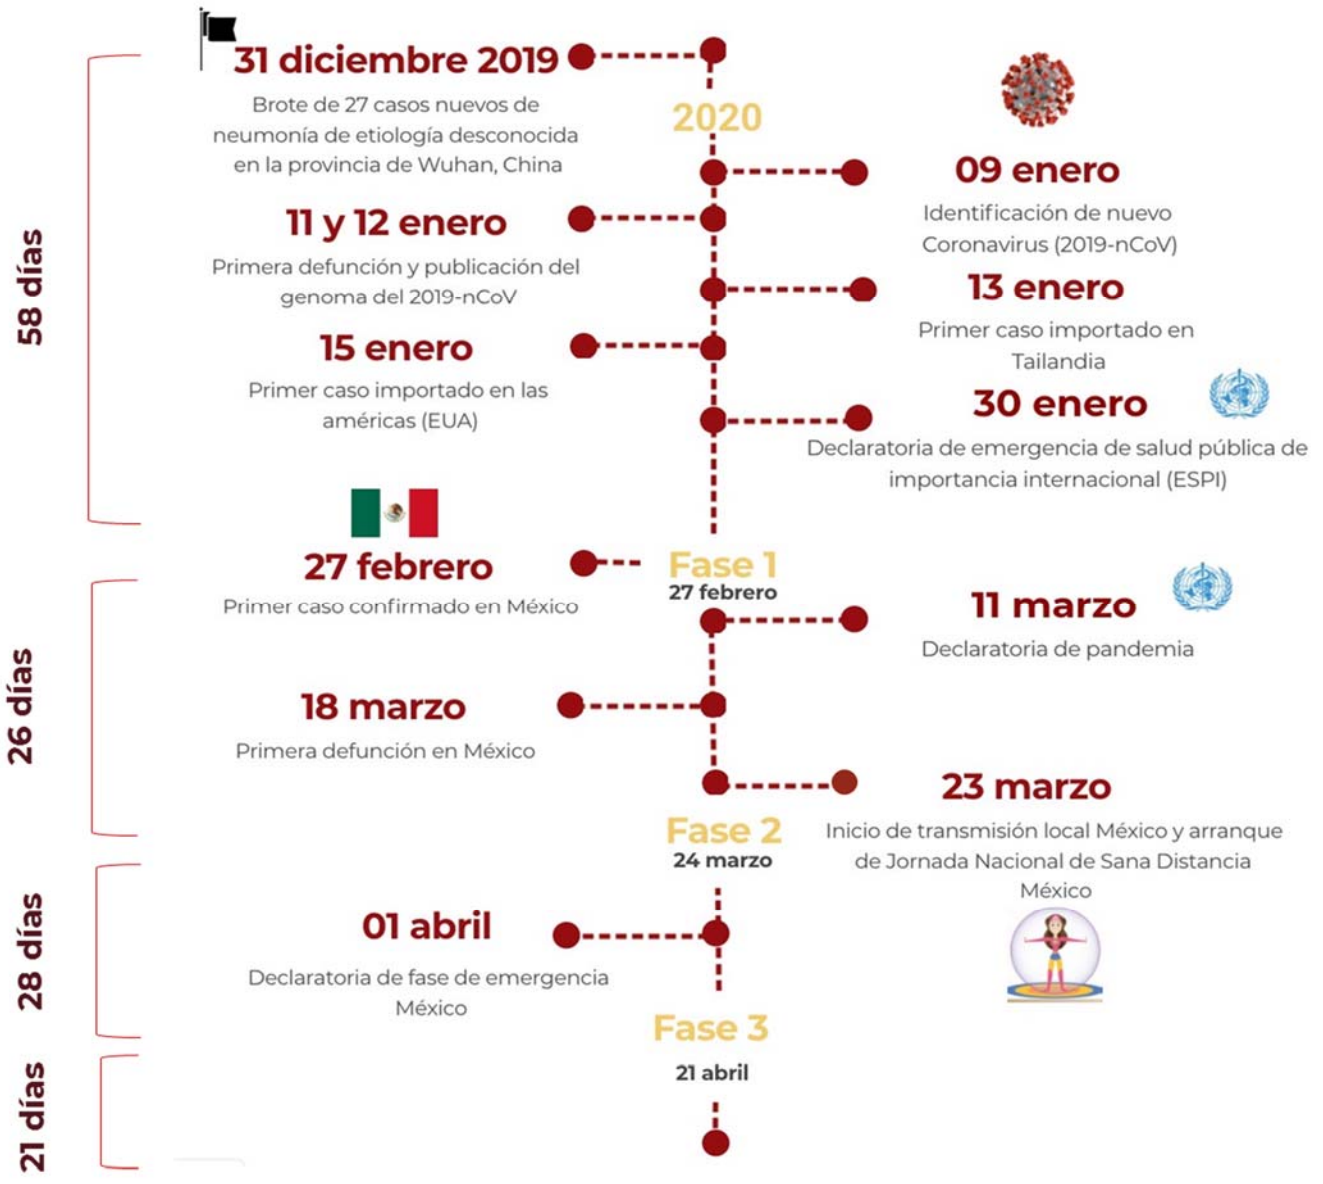 31 diciembre 2019
Brote de 27 casos nuevos de
neumonía de etiología desconocida
en la provincia de Wuhan, China
2020
09 enero
Identificación de nuevo
Coronavirus (2019-nCoV)
11 y 12 enero
Primera defunción y publicación del
genoma del 2019-nCoV
13 enero
Primer caso importado en
Tailandia
15 enero
Primer caso importado en las
américas (EUA)
30 enero
Declaratoria de emergencia de salud pública de
importancia internacional (ESPI)
58 días
27 febrero
Primer caso confirmado en México
Fase 1
27 febrero
11 marzo
Declaratoria de pandemia
18 marzo
Primera defunción en México
23 marzo
Inicio de transmisión local México y arranque
de Jornada Nacional de Sana Distancia
México
26 días
Fase 2
24 marzo
01 abril
Declaratoria de fase de emergencia
México
28 días
Fase 3
21 abril
21 días